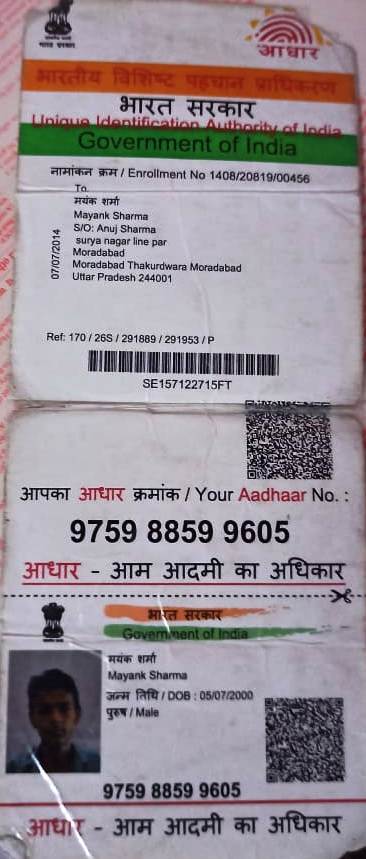 भारत सरकार
आधार
भारतीय विशिष्ट पहचान प्राधिकरण
भारत सरकार
Unique Identification Authority of India
Government of India
नामांकन क्रम / Enrollment No 1408/20819/00456
To
मयंक शर्मा
Mayank Sharma
S/O: Anuj Sharma
surya nagar line par
Moradabad
Moradabad Thakurdwara Moradabad
Uttar Pradesh 244001
07/07/2014
Ref: 170 / 26S / 291889 / 291953 / P
SE157122715FT
आपका आधार क्रमांक / Your Aadhaar No. :
9759 8859 9605
आधार - आम आदमी का अधिकार
भारत सरकार
Government of India
मयंक शर्मा
Mayank Sharma
जन्म तिथि / DOB : 05/07/2000
पुरुष / Male
9759 8859 9605
आधार - आम आदमी का अधिकार